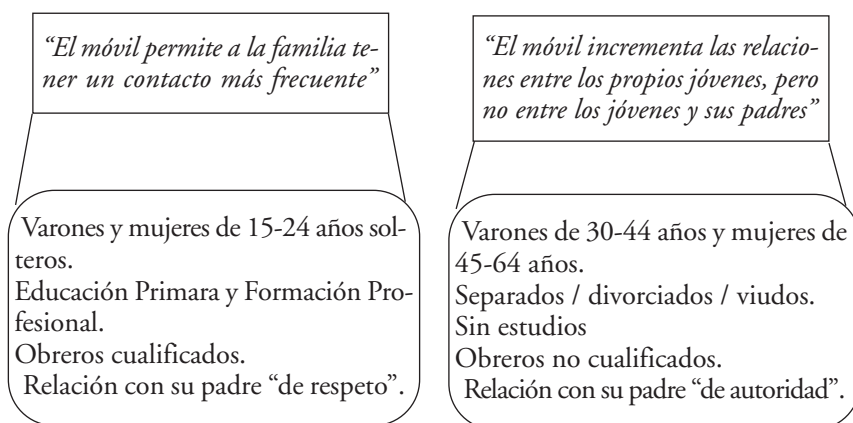 “El móvil permite a la familia te-
ner un contacto más frecuente”
Varones y mujeres de 15-24 años sol-
teros.
Educación Primara y Formación Pro-
fesional.
Obreros cualificados.
Relación con su padre “de respeto”.
“El móvil incrementa las relacio-
nes entre los propios jóvenes, pero
no entre los jóvenes y sus padres”
Varones de 30-44 años y mujeres de
45-64 años.
Separados / divorciados / viudos.
Sin estudios
Obreros no cualificados.
Relación con su padre “de autoridad”.